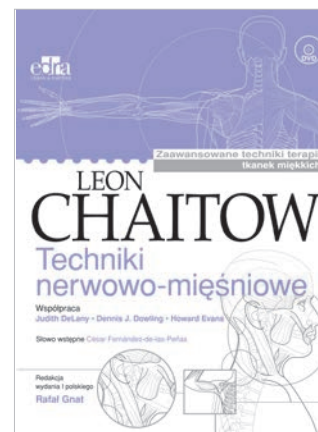 edra
DVD
Zaawansowane techniki terapii
tkanek miękkich
LEON
CHAITOW
Techniki
nerwowo-mięśniowe
Współpraca
Judith DeLany • Dennis J. Dowling • Howard Evans
Słowo wstępne César Fernández-de-las-Peñas
Redakcja
wydania I polskiego
Rafał Gnat